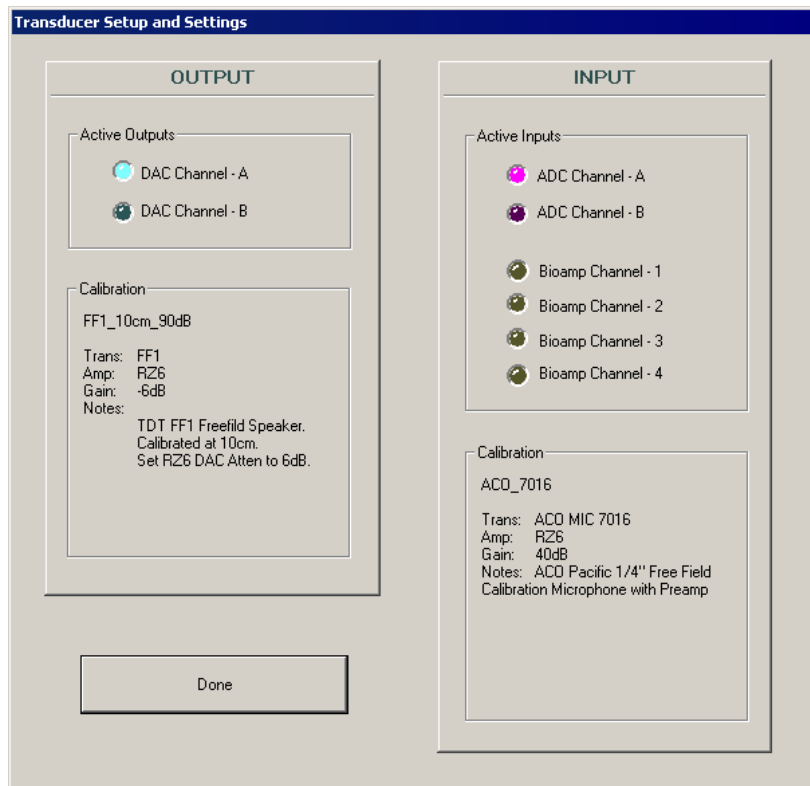 Transducer Setup and Settings
OUTPUT
Active Outputs
DAC Channel - A
DAC Channel - B
Calibration
FF1_10cm_90dB
Trans: FF1
Amp: RZ6
Gain: -6dB
Notes:
TDT FF1 Freefild Speaker.
Calibrated at 10cm.
Set RZ6 DAC Atten to 6dB.
Done
INPUT
Active Inputs
ADC Channel - A
ADC Channel - B
Bioamp Channel - 1
Bioamp Channel - 2
Bioamp Channel - 3
Bioamp Channel - 4
Calibration
ACO_7016
Trans: ACO MIC 7016
Amp: RZ6
Gain: 40dB
Notes: ACO Pacific 1/4" Free Field
Calibration Microphone with Preamp